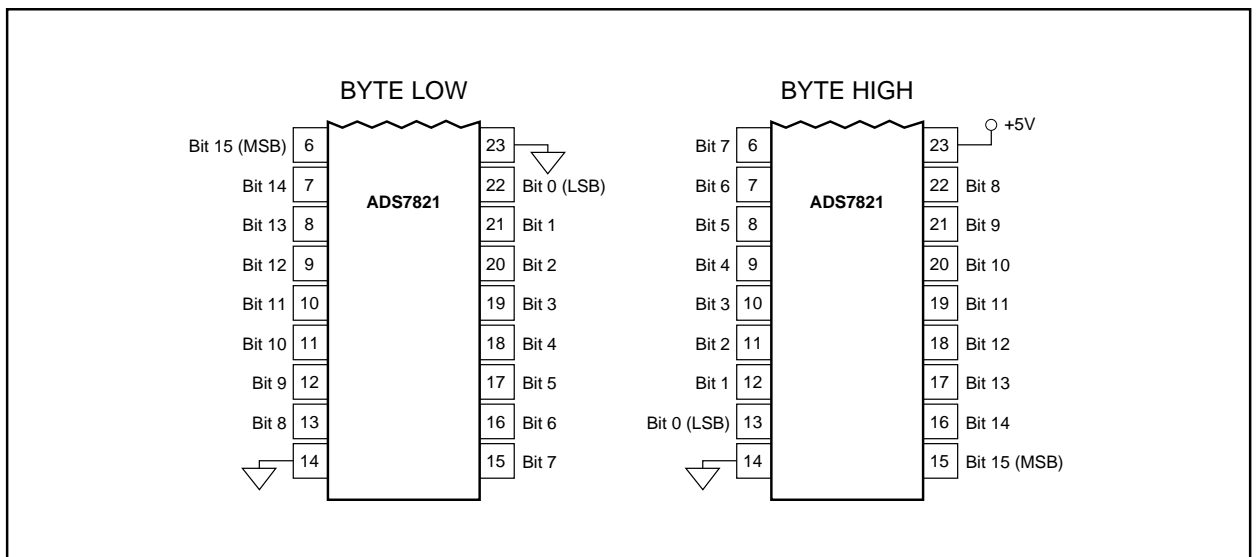 BYTE LOW
Bit 15 (MSB) 6 23
Bit 14 7 22 Bit 0 (LSB)
ADS7821
Bit 13 8 21 Bit 1
Bit 12 9 20 Bit 2
Bit 11 10 19 Bit 3
Bit 10 11 18 Bit 4
Bit 9 12 17 Bit 5
Bit 8 13 16 Bit 6
14 15 Bit 7
BYTE HIGH
+5V
Bit 7 6 23
Bit 6 7 22 Bit 8
ADS7821
Bit 5 8 21 Bit 9
Bit 4 9 20 Bit 10
Bit 3 10 19 Bit 11
Bit 2 11 18 Bit 12
Bit 1 12 17 Bit 13
Bit 0 (LSB) 13 16 Bit 14
14 15 Bit 15 (MSB)